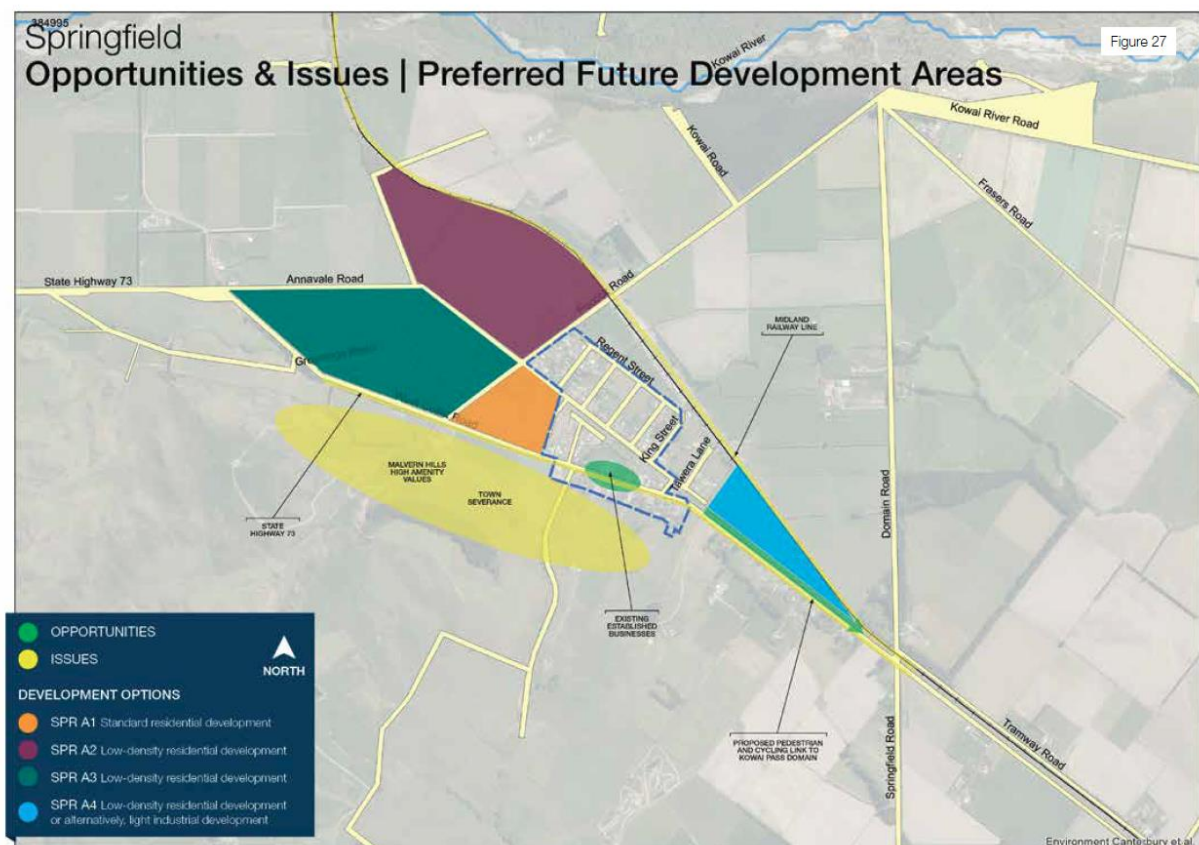 384995
Springfield
Opportunities & Issues | Preferred Future Development Areas
Figure 27
Kowai River
Kowai River Road
Kowai Road
Frasers Road
State Highway 73
Annavale Road
Road
MIDLAND
RAILWAY LINE
Regent Street
King Street
Tawera Lane
Road
MALVERN HILLS
HIGH AMENITY
VALUES
TOWN
SEVERANCE
STATE
HIGHWAY 73
Domain Road
EXISTING
ESTABLISHED
BUSINESSES
PROPOSED PEDESTRIAN
AND CYCLING LINK TO
KOWAI PASS DOMAIN
Springfield Road
Tramway Road
OPPORTUNITIES
ISSUES
NORTH
DEVELOPMENT OPTIONS
SPR A1 Standard residential development
SPR A2 Low-density residential development
SPR A3 Low-density residential development
SPR A4 Low-density residential development
or alternatively, light industrial development
Environment Canterbury et al